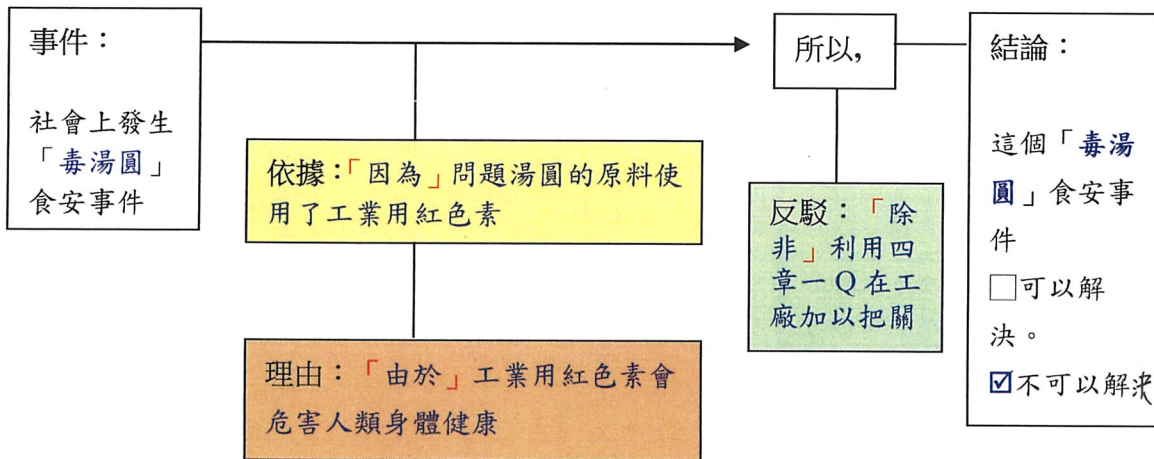 事件：
社會上發生
「毒湯圓」
食安事件
依據：「因為」問題湯圓的原料使
用了工業用紅色素
理由：「由於」工業用紅色素會
危害人類身體健康
所以,
反駁：「除
非」利用四
章一Q在工
廠加以把關
結論：
這個「毒湯
圓」食安事
件
□可以解
決。
☑不可以解決